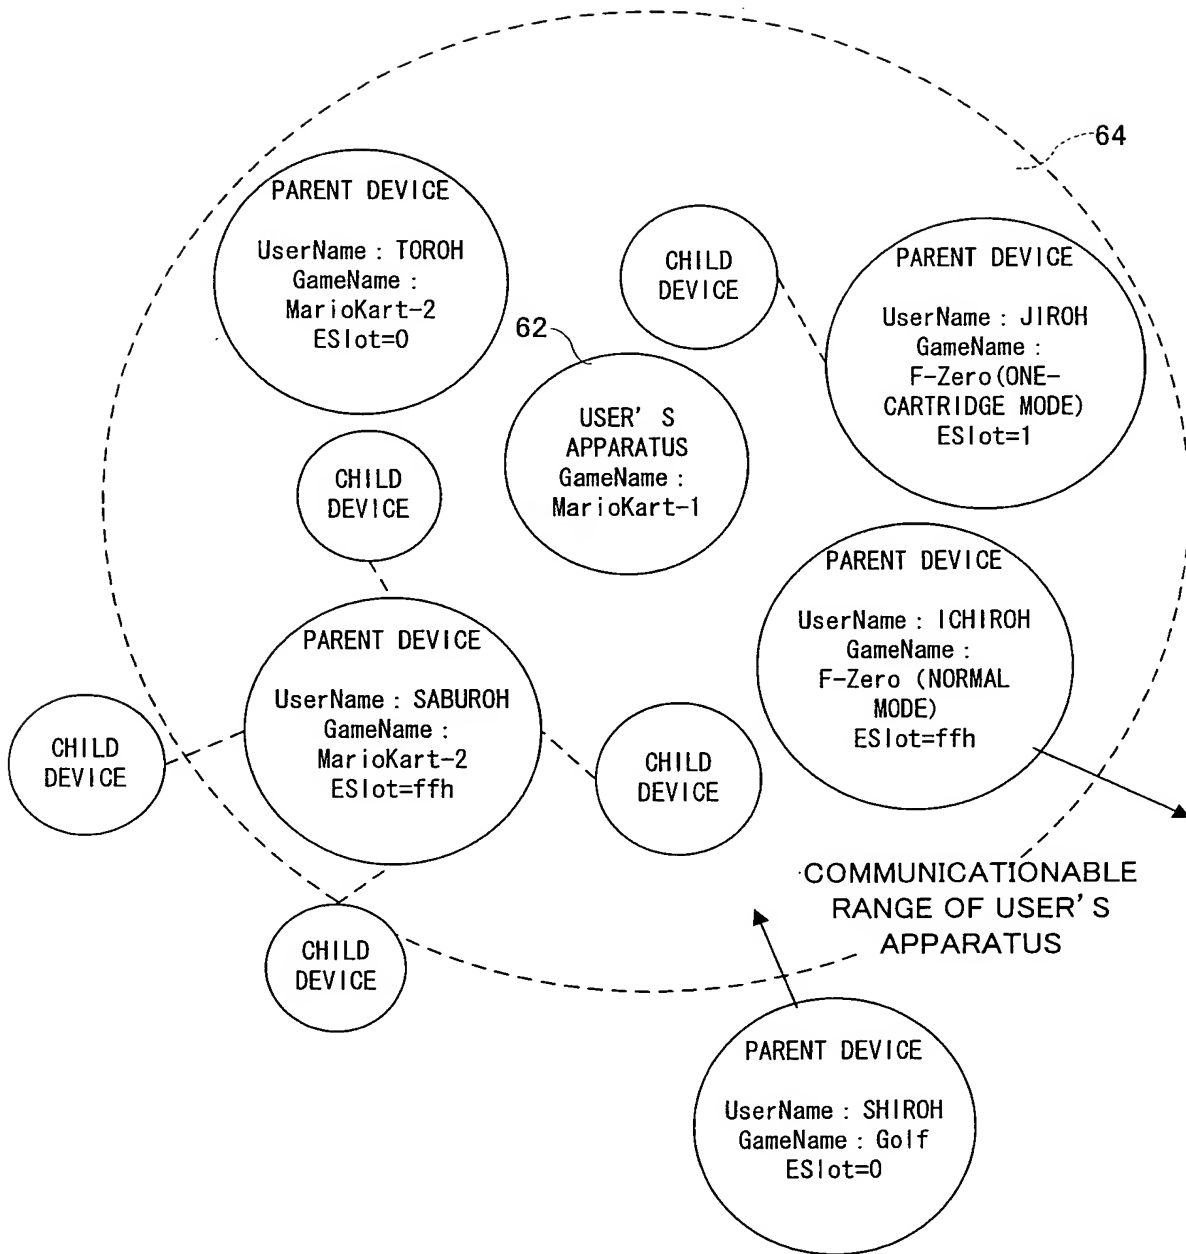 64
PARENT DEVICE
UserName : TOROH
GameName :
MarioKart-2
ESlot=0
CHILD
DEVICE
PARENT DEVICE
UserName : JIROH
GameName :
F-Zero(ONE-
CARTRIDGE MODE)
ESlot=1
62
USER' S
APPARATUS
GameName :
MarioKart-1
CHILD
DEVICE
PARENT DEVICE
UserName : ICHIROH
GameName :
F-Zero (NORMAL
MODE)
ESlot=ffh
PARENT DEVICE
UserName : SABUROH
GameName :
MarioKart-2
ESlot=ffh
CHILD
DEVICE
CHILD
DEVICE
COMMUNICATIONABLE
RANGE OF USER' S
APPARATUS
CHILD
DEVICE
PARENT DEVICE
UserName : SHIROH
GameName : Golf
ESlot=0